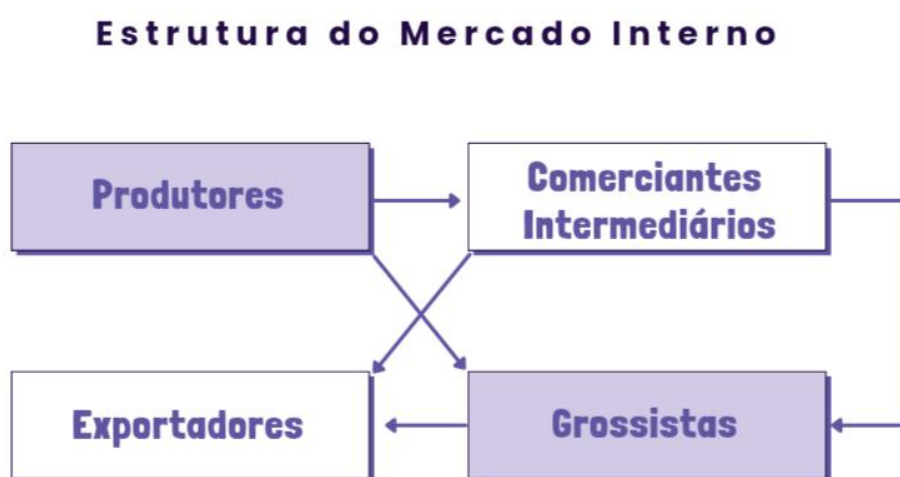 Estrutura do Mercado Interno
Produtores
Comerciantes
Intermediários
Exportadores
Grossistas